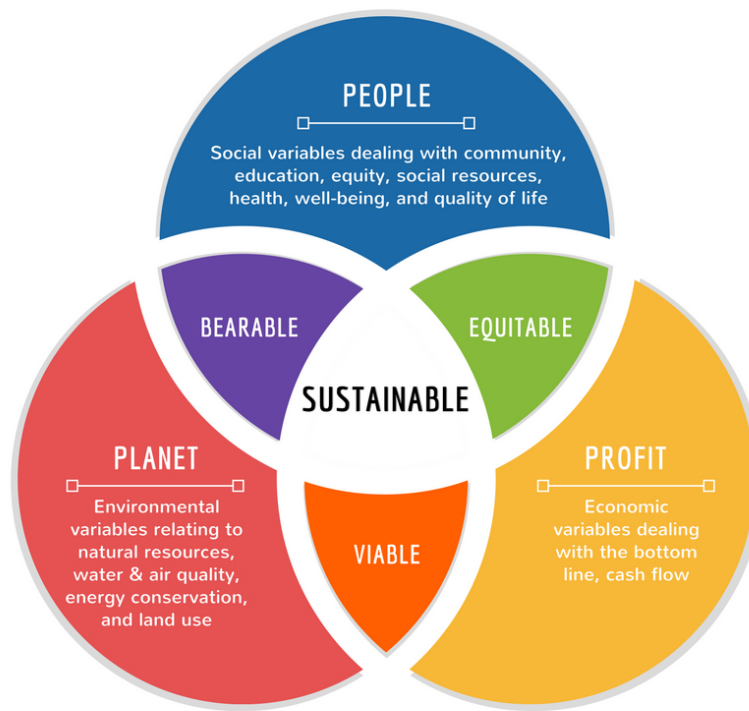 PEOPLE
Social variables dealing with community,
education, equity, social resources,
health, well-being, and quality of life
BEARABLE
EQUITABLE
SUSTAINABLE
PLANET
Environmental
variables relating to
natural resources,
water & air quality,
energy conservation,
and land use
PROFIT
Economic
variables dealing
with the bottom
line, cash flow
VIABLE